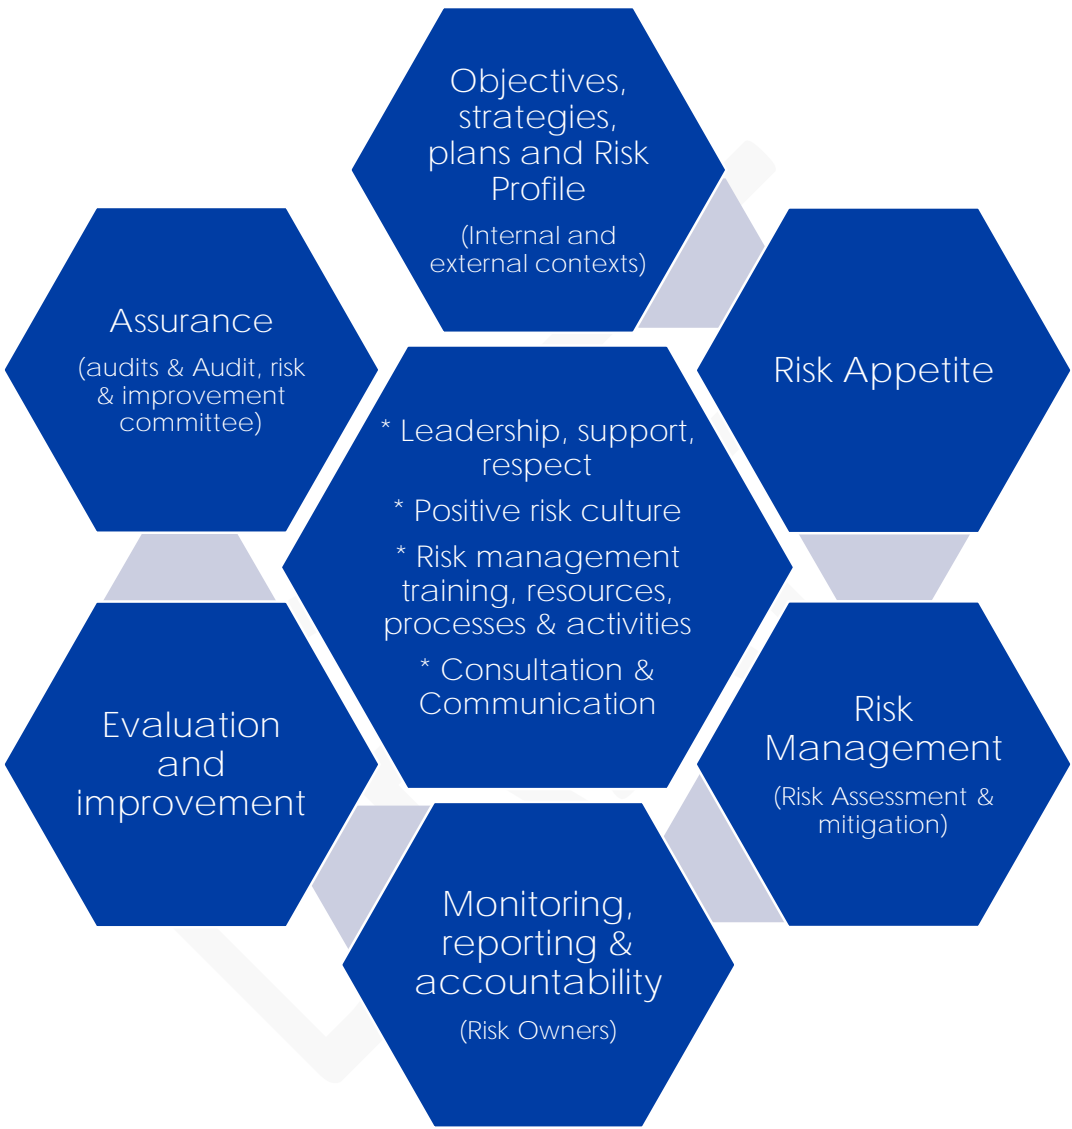 Objectives,
strategies,
plans and Risk
Profile
(Internal and
external contexts)
Risk Appetite
Risk
Management
(Risk Assessment &
mitigation)
Monitoring,
reporting &
accountability
(Risk Owners)
Evaluation
and
improvement
Assurance
(audits & Audit, risk
& improvement
committee)
* Leadership, support,
respect
* Positive risk culture
* Risk management
training, resources,
processes & activities
* Consultation &
Communication